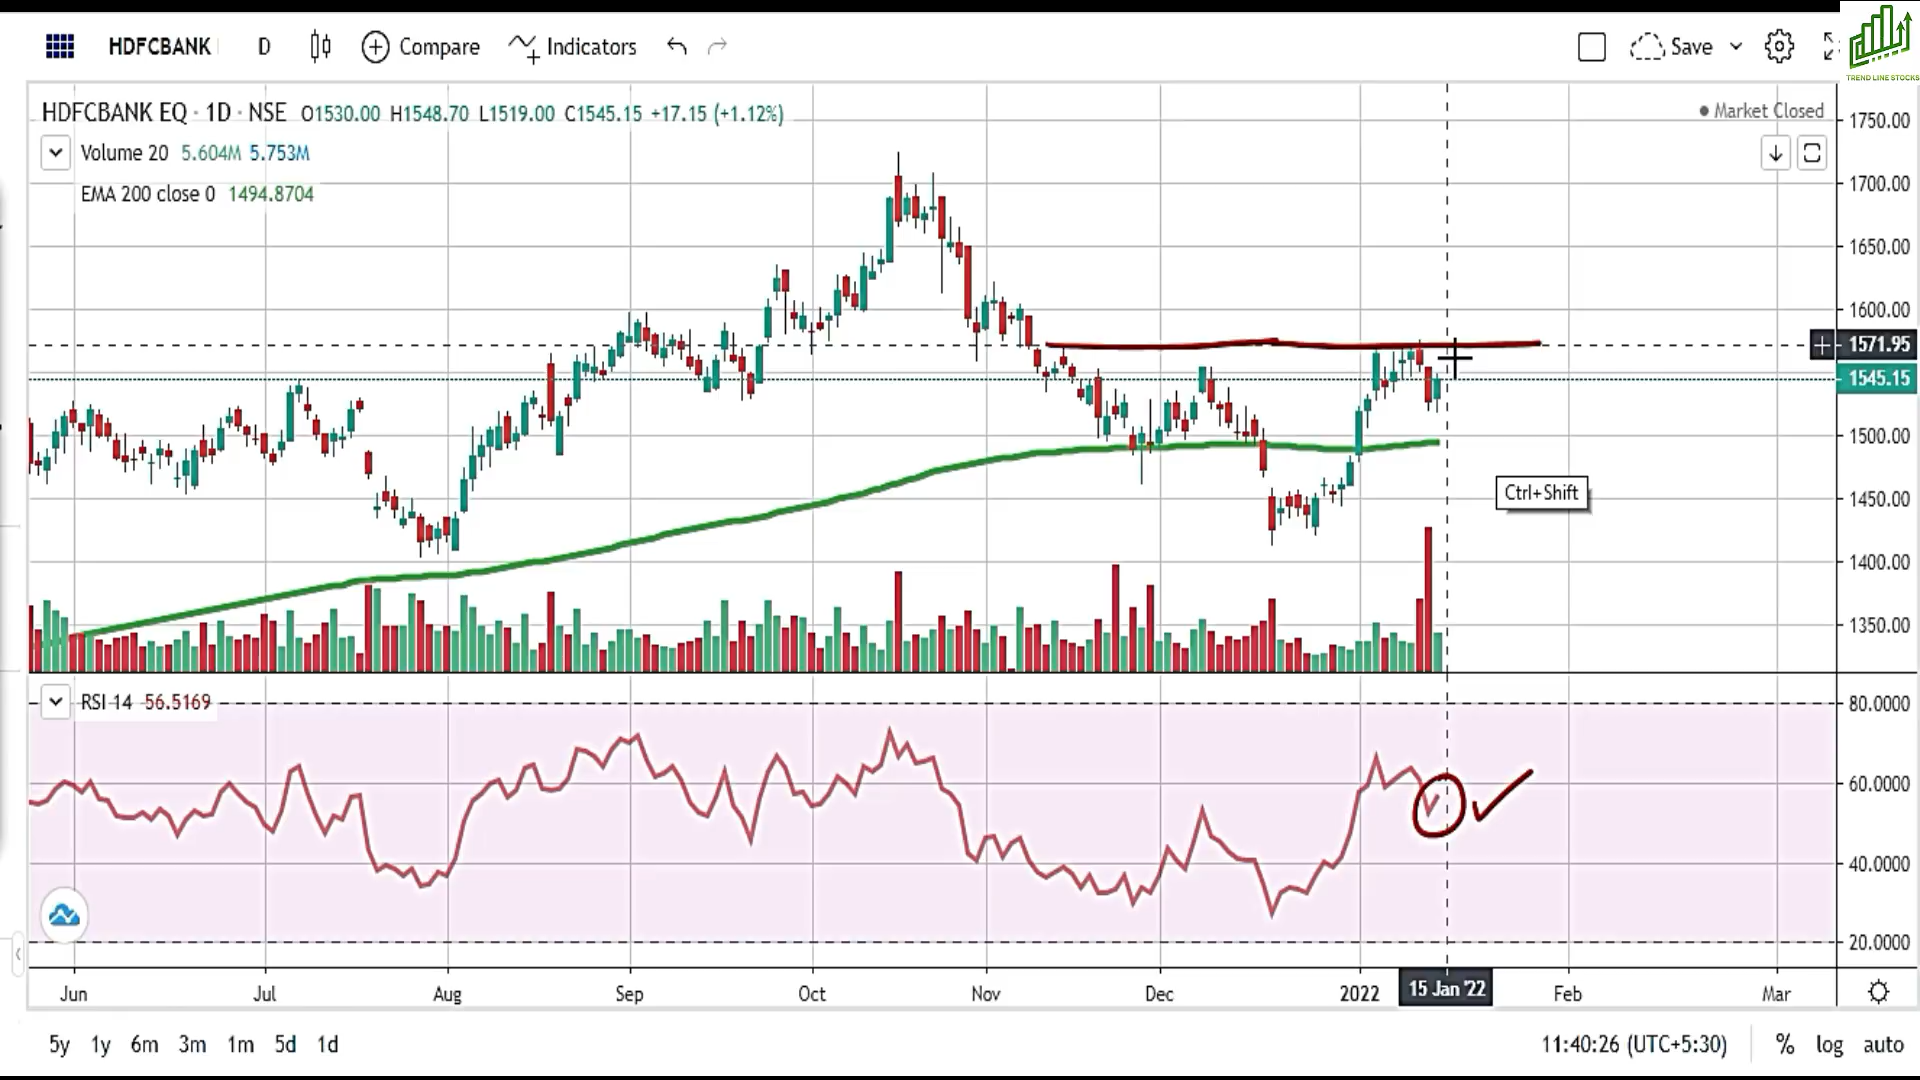 HDFCBANK D Compare Indicators Save
TREND LINE STOCKS
HDFCBANK EQ · 1D · NSE O1530.00 H1548.70 L1519.00 C1545.15 +17.15 (+1.12%)
Market Closed
Volume 20 5.604M 5.753M
EMA 200 close 0 1494.8704
1750.00
1700.00
1650.00
1600.00
1571.95
1545.15
1500.00
Ctrl+Shift
1450.00
1400.00
1350.00
RSI 14 56.5169
80.0000
60.0000
40.0000
20.0000
Jun Jul Aug Sep Oct Nov Dec 2022 15 Jan '22 Feb Mar
5y 1y 6m 3m 1m 5d 1d 11:40:26 (UTC+5:30) % log auto